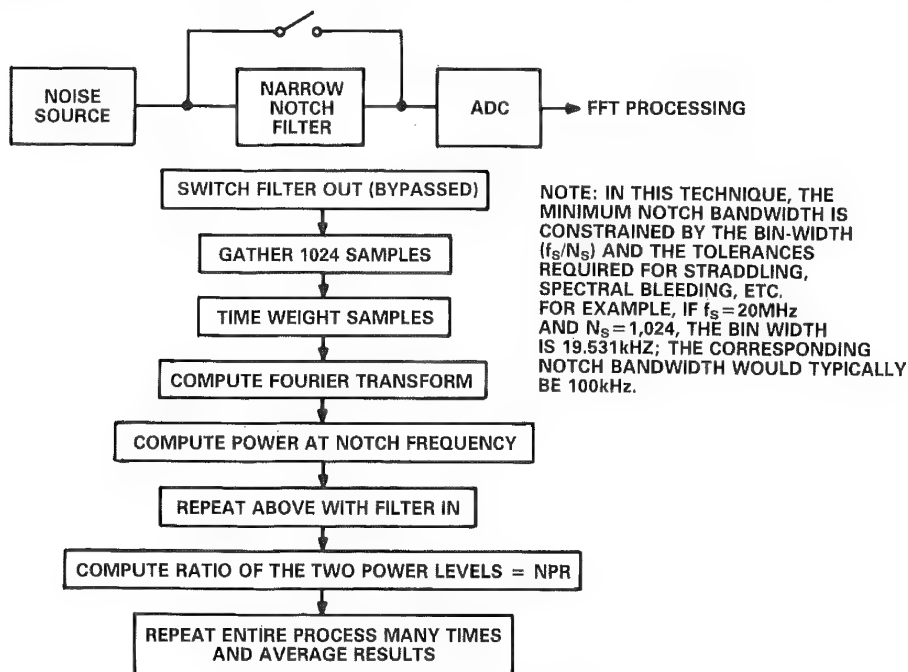 NOISE
SOURCE
NARROW
NOTCH
FILTER
ADC
FFT PROCESSING
SWITCH FILTER OUT (BYPASSED)
GATHER 1024 SAMPLES
TIME WEIGHT SAMPLES
COMPUTE FOURIER TRANSFORM
COMPUTE POWER AT NOTCH FREQUENCY
REPEAT ABOVE WITH FILTER IN
COMPUTE RATIO OF THE TWO POWER LEVELS = NPR
REPEAT ENTIRE PROCESS MANY TIMES
AND AVERAGE RESULTS
NOTE: IN THIS TECHNIQUE, THE
MINIMUM NOTCH BANDWIDTH IS
CONSTRAINED BY THE BIN-WIDTH
(fS/NS) AND THE TOLERANCES
REQUIRED FOR STRADDLING,
SPECTRAL BLEEDING, ETC.
FOR EXAMPLE, IF fS=20MHz
AND NS=1,024, THE BIN WIDTH
IS 19.531kHZ; THE CORRESPONDING
NOTCH BANDWIDTH WOULD TYPICALLY
BE 100kHz.